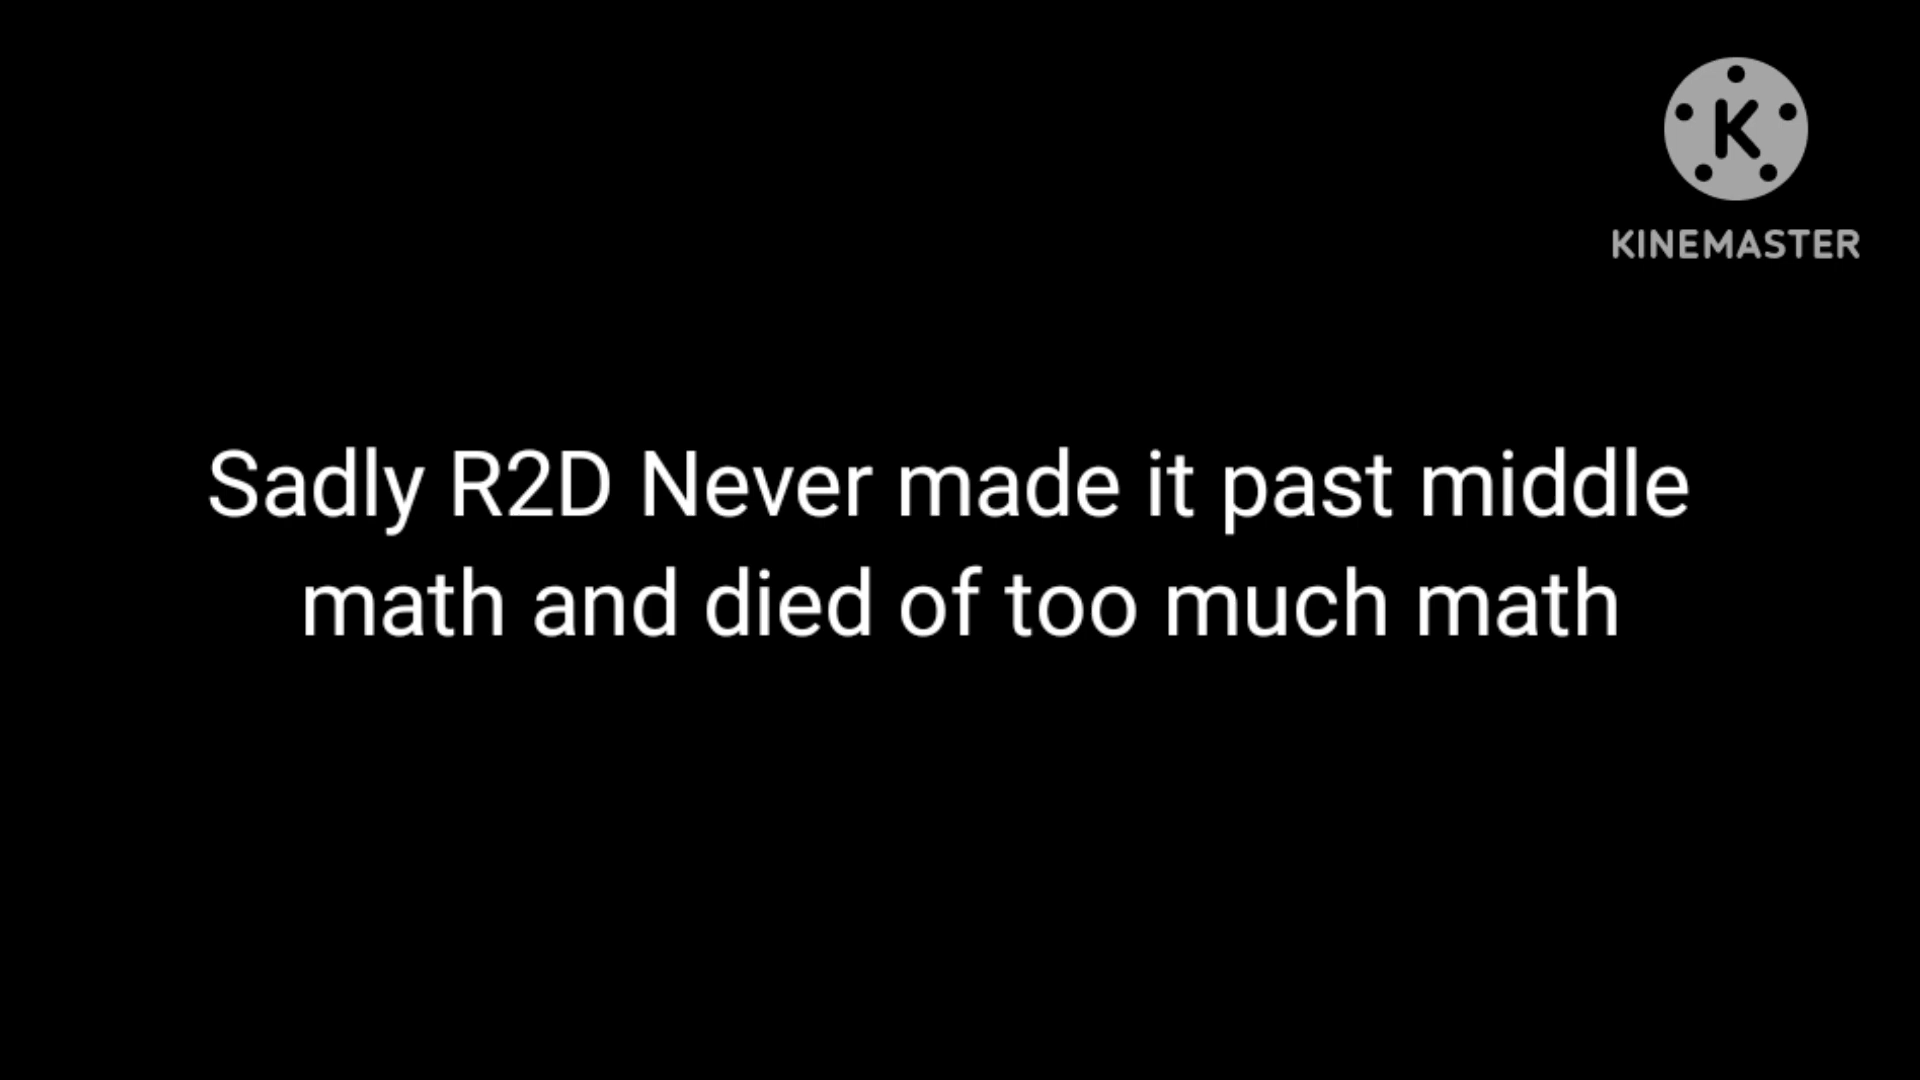 K
KINEMASTER
Sadly R2D Never made it past middle
math and died of too much math